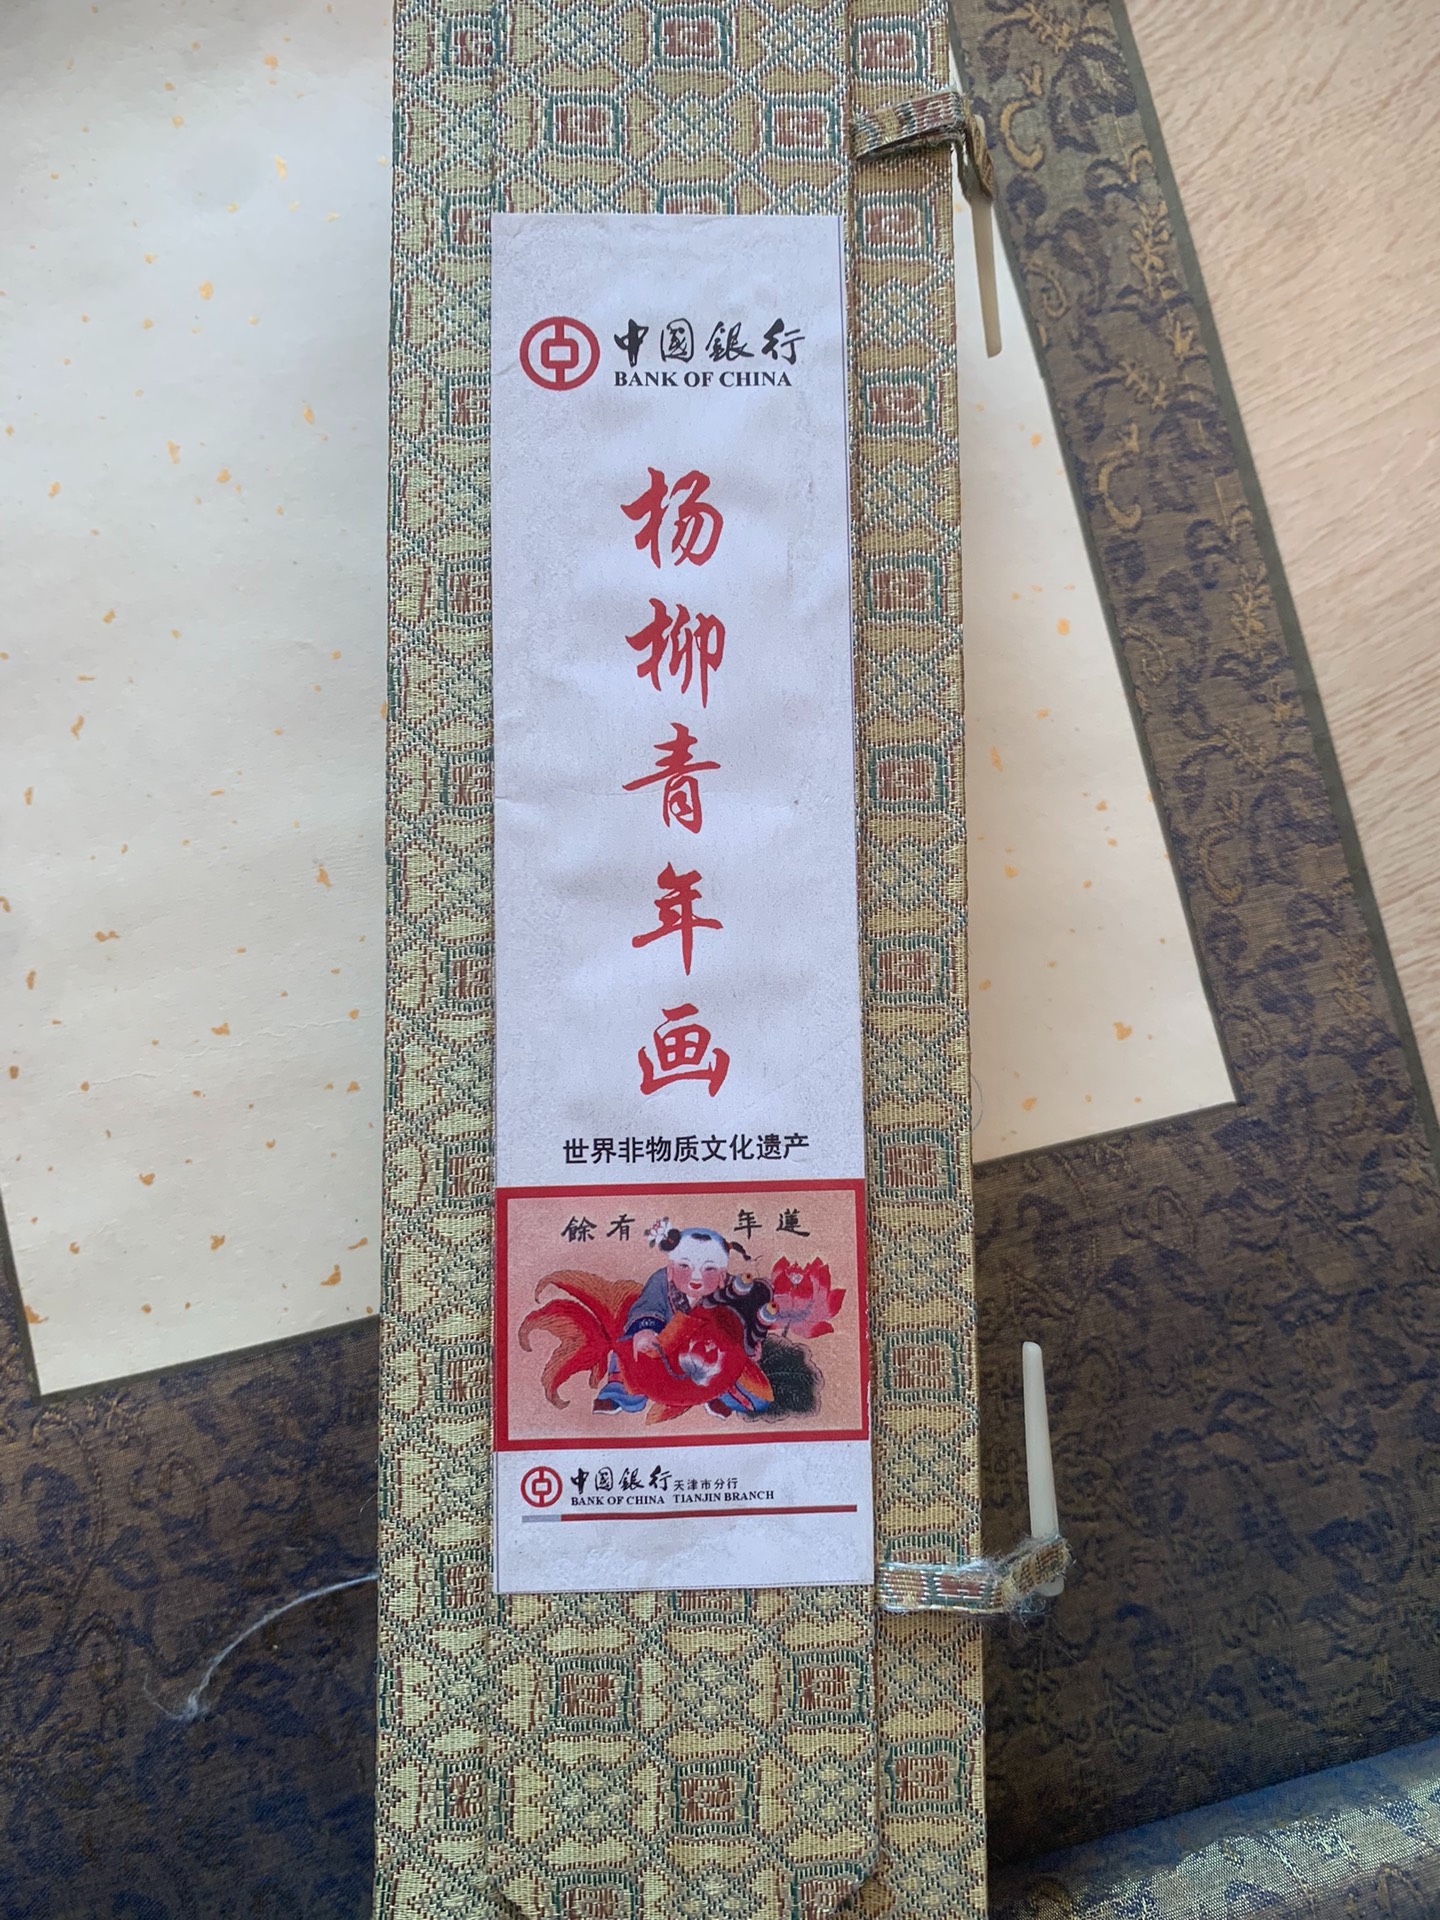 中国銀行
BANK OF CHINA
杨柳青年画
世界非物质文化遗产
蓮年有餘
中国銀行天津市分行
BANK OF CHINA TIANJIN BRANCH